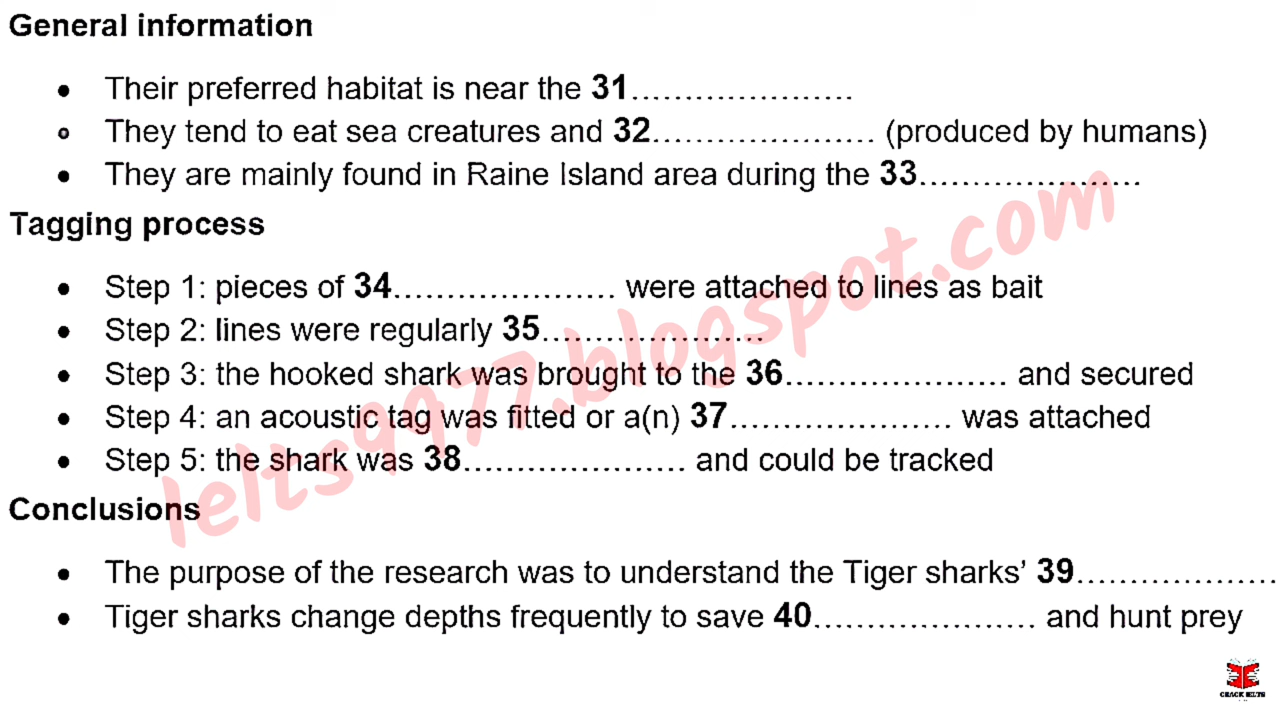 General information
• Their preferred habitat is near the 31.....................
• They tend to eat sea creatures and 32..................... (produced by humans)
• They are mainly found in Raine Island area during the 33.....................
Tagging process
• Step 1: pieces of 34..................... were attached to lines as bait
• Step 2: lines were regularly 35.....................
• Step 3: the hooked shark was brought to the 36..................... and secured
• Step 4: an acoustic tag was fitted or a(n) 37..................... was attached
• Step 5: the shark was 38..................... and could be tracked
Conclusions
• The purpose of the research was to understand the Tiger sharks’ 39...................
• Tiger sharks change depths frequently to save 40..................... and hunt prey
Ielts9977.blogspot.com
CRACK IELTS